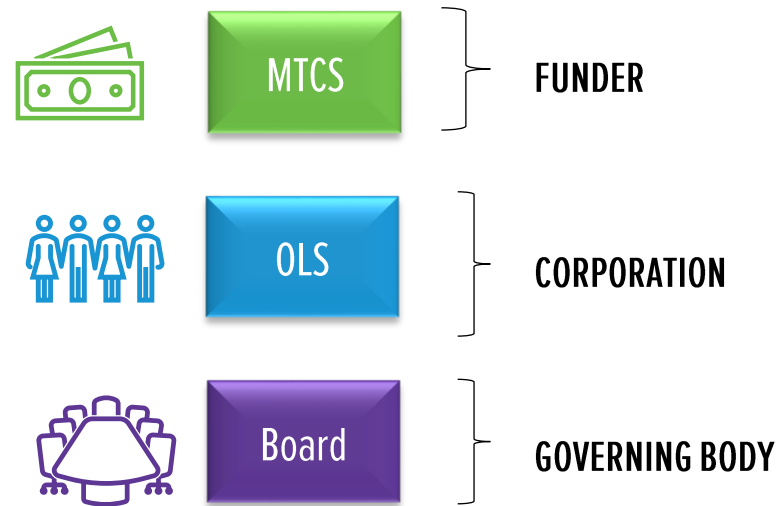 MTCS
FUNDER
OLS
CORPORATION
Board
GOVERNING BODY